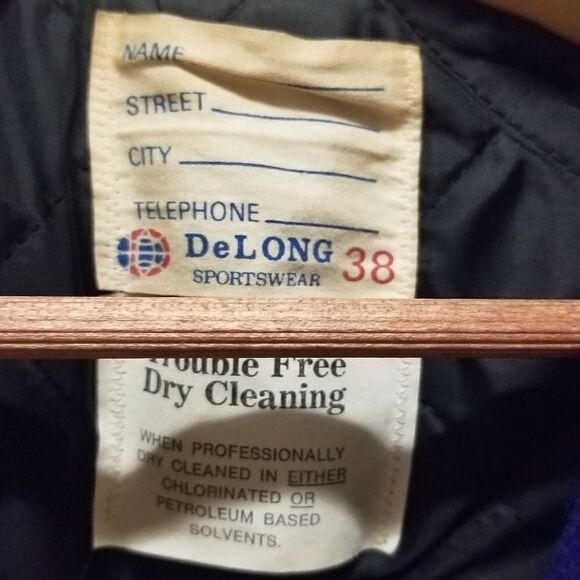 NAME
STREET
CITY
TELEPHONE
DeLONG 38
SPORTSWEAR
Trouble Free
Dry Cleaning
WHEN PROFESSIONALLY
DRY CLEANED IN EITHER
CHLORINATED OR
PETROLEUM BASED
SOLVENTS.